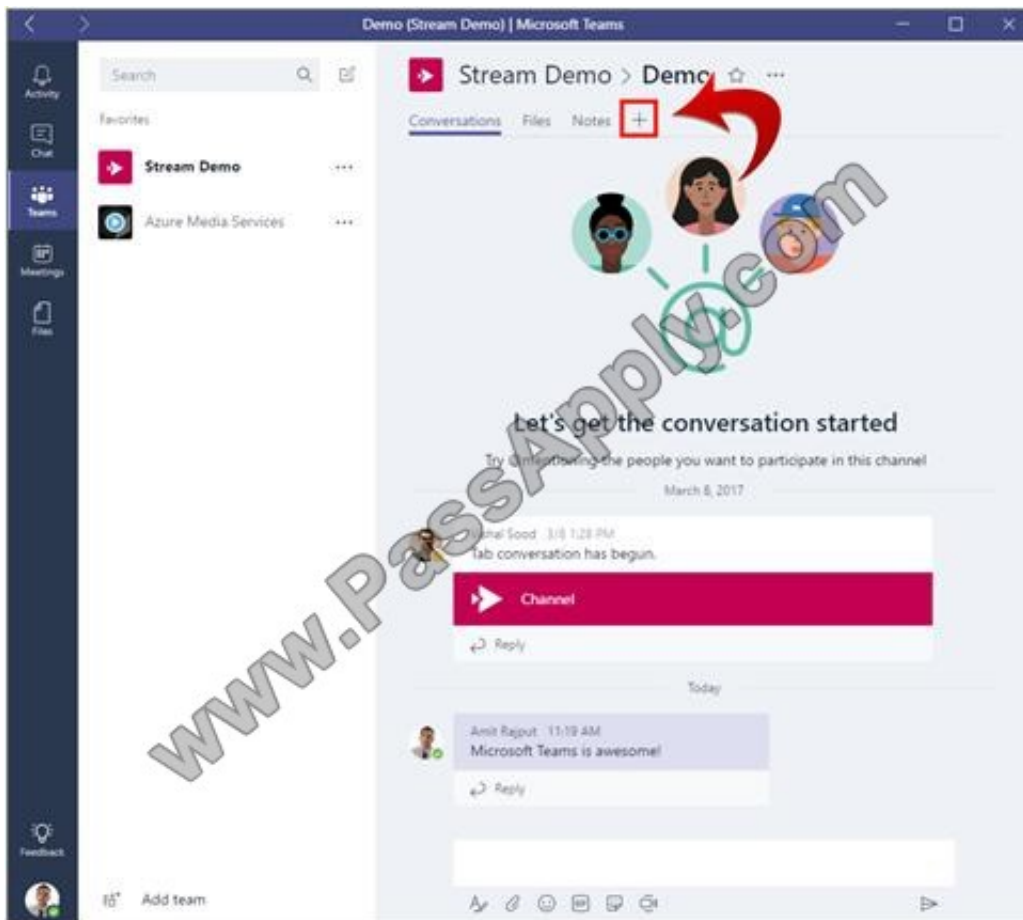 Demo (Stream Demo) | Microsoft Teams
Activity
Chat
Teams
Meetings
Files
Feedback
Search
Favorites
Stream Demo
Azure Media Services
Add team
Stream Demo > Demo
Conversations Files Notes +
Let's get the conversation started
Try @mentioning the people you want to participate in this channel
March 8, 2017
Sood 3/8 1:28 PM
Tab conversation has begun.
Channel
Reply
Today
Amit Rajput 11:19 AM
Microsoft Teams is awesome!
Reply
www.PassApply.com